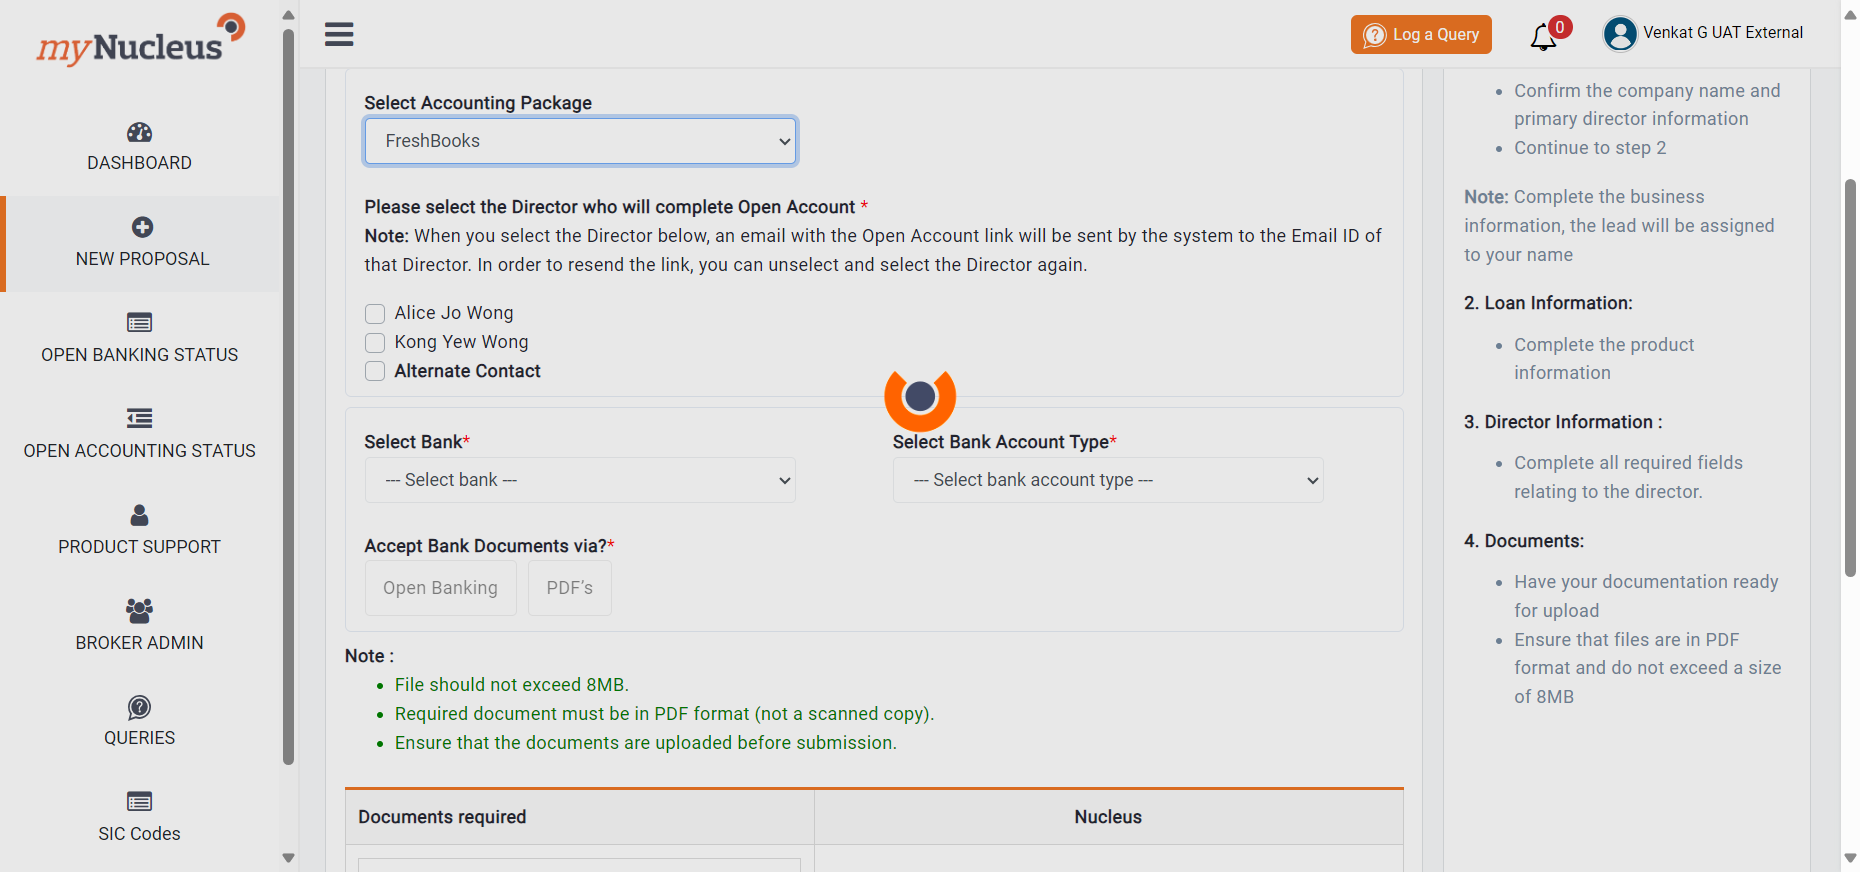 myNucleus
Log a Query
0
Venkat G UAT External
DASHBOARD
NEW PROPOSAL
OPEN BANKING STATUS
OPEN ACCOUNTING STATUS
PRODUCT SUPPORT
BROKER ADMIN
QUERIES
SIC Codes
Select Accounting Package
FreshBooks
Please select the Director who will complete Open Account *
Note: When you select the Director below, an email with the Open Account link will be sent by the system to the Email ID of
that Director. In order to resend the link, you can unselect and select the Director again.
Alice Jo Wong
Kong Yew Wong
Alternate Contact
Select Bank*
Select Bank Account Type*
--- Select bank ---
--- Select bank account type ---
Accept Bank Documents via?*
Open Banking
PDF’s
Note :
File should not exceed 8MB.
Required document must be in PDF format (not a scanned copy).
Ensure that the documents are uploaded before submission.
Documents required
Nucleus
Confirm the company name and
primary director information
Continue to step 2
Note: Complete the business
information, the lead will be assigned
to your name
2. Loan Information:
Complete the product
information
3. Director Information :
Complete all required fields
relating to the director.
4. Documents:
Have your documentation ready
for upload
Ensure that files are in PDF
format and do not exceed a size
of 8MB